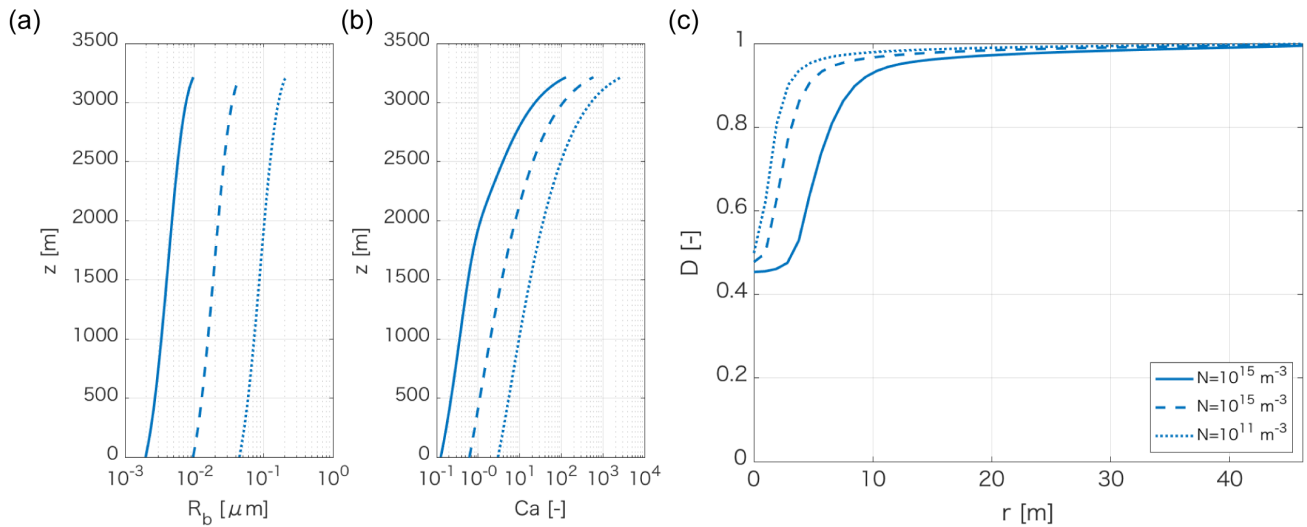 (a)
3500
3000
2500
2000
1500
1000
500
0
z [m]
10⁻³ 10⁻² 10⁻¹ 10⁰
R_b [μm]
(b)
3500
3000
2500
2000
1500
1000
500
0
z [m]
10⁻¹ 10⁰ 10¹ 10² 10³ 10⁴
Ca [-]
(c)
1
0.8
0.6
0.4
0.2
0
D [-]
0 10 20 30 40
r [m]
N=10¹⁵ m⁻³
N=10¹⁵ m⁻³
N=10¹¹ m⁻³